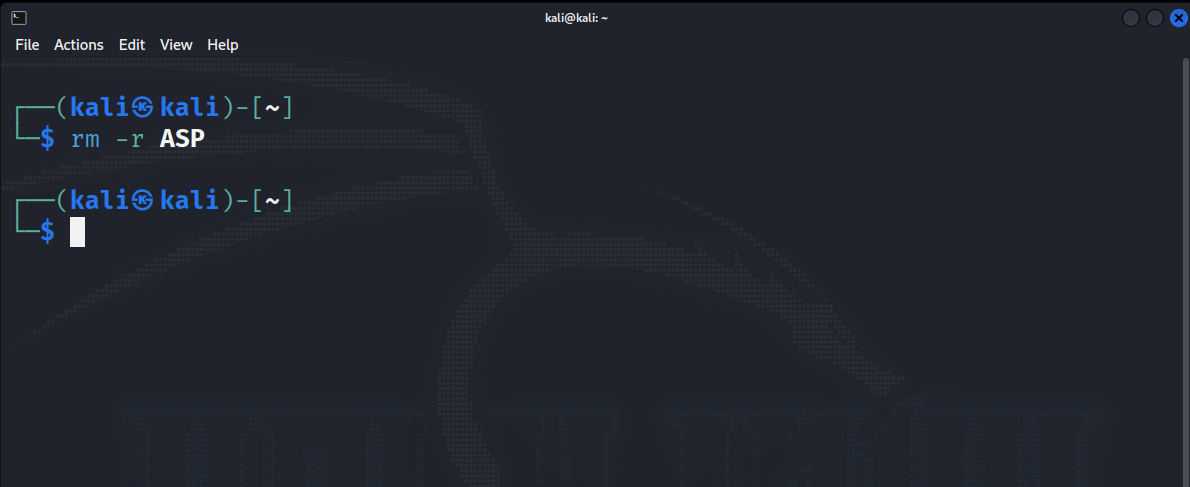 kali@kali: ~
File Actions Edit View Help
┌──(kali㉿kali)-[~]
└─$ rm -r ASP
┌──(kali㉿kali)-[~]
└─$